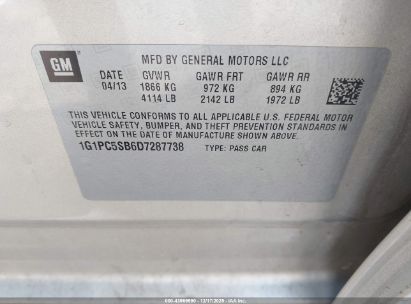 GM
MFD BY GENERAL MOTORS LLC
DATE GVWR GAWR FRT GAWR RR
04/13 1866 KG 972 KG 894 KG
4114 LB 2142 LB 1972 LB
THIS VEHICLE CONFORMS TO ALL APPLICABLE U.S. FEDERAL MOTOR
VEHICLE SAFETY, BUMPER, AND THEFT PREVENTION STANDARDS
IN EFFECT ON THE DATE OF MANUFACTURE SHOWN ABOVE.
1G1PC5SB6D7287738 TYPE: PASS CAR